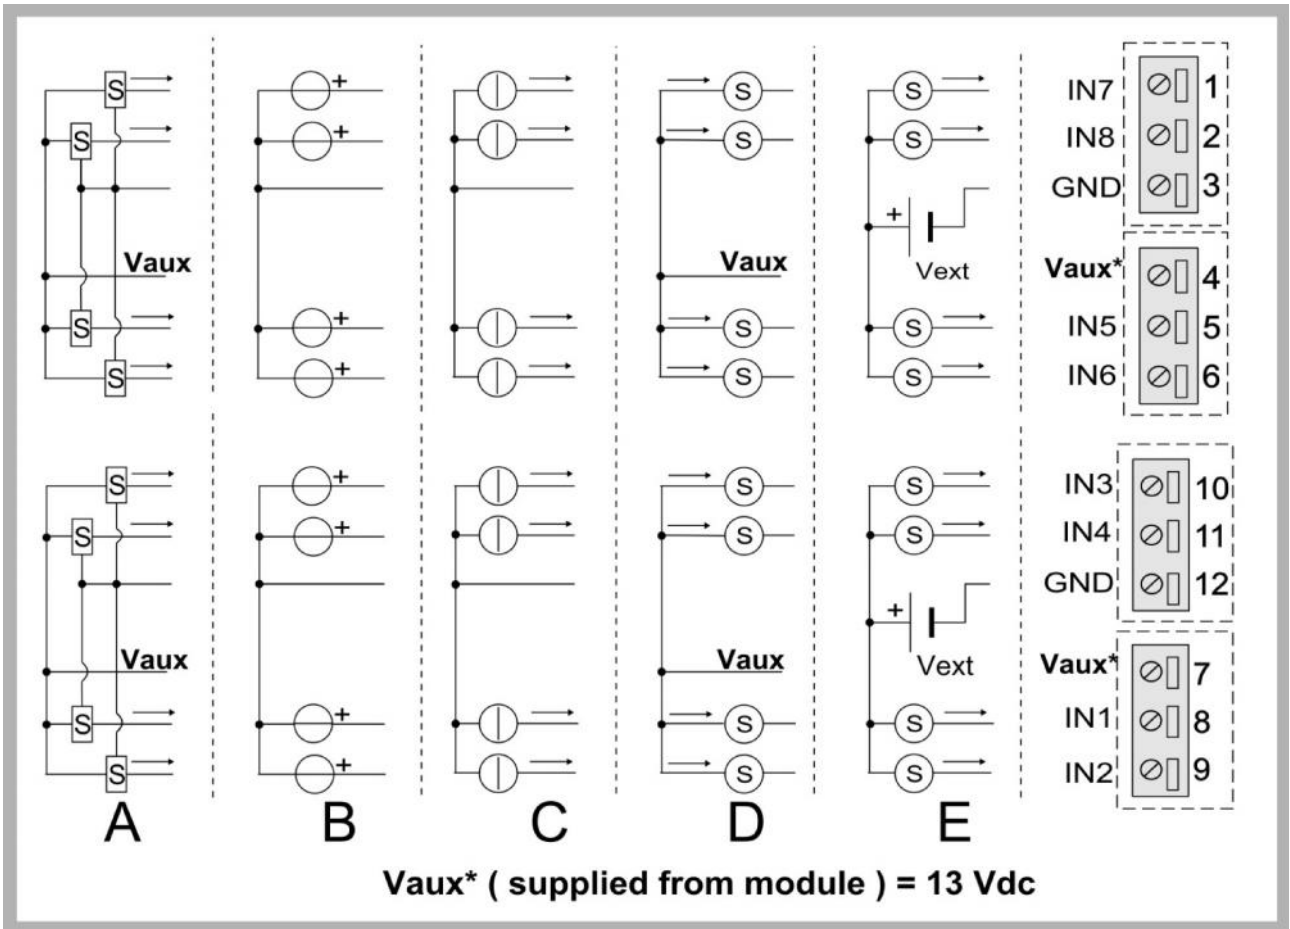 S
+
S
IN7
1
S
+
S
S
IN8
2
S
+
S
GND
3
+
Vaux
Vaux
Vext
Vaux*
4
S
+
S
S
IN5
5
S
+
S
S
IN6
6
S
+
S
S
IN3
10
S
+
S
S
IN4
11
GND
12
+
Vaux
Vaux
Vext
Vaux*
7
S
+
S
S
IN1
8
S
+
S
S
IN2
9
A
B
C
D
E
Vaux* ( supplied from module ) = 13 Vdc